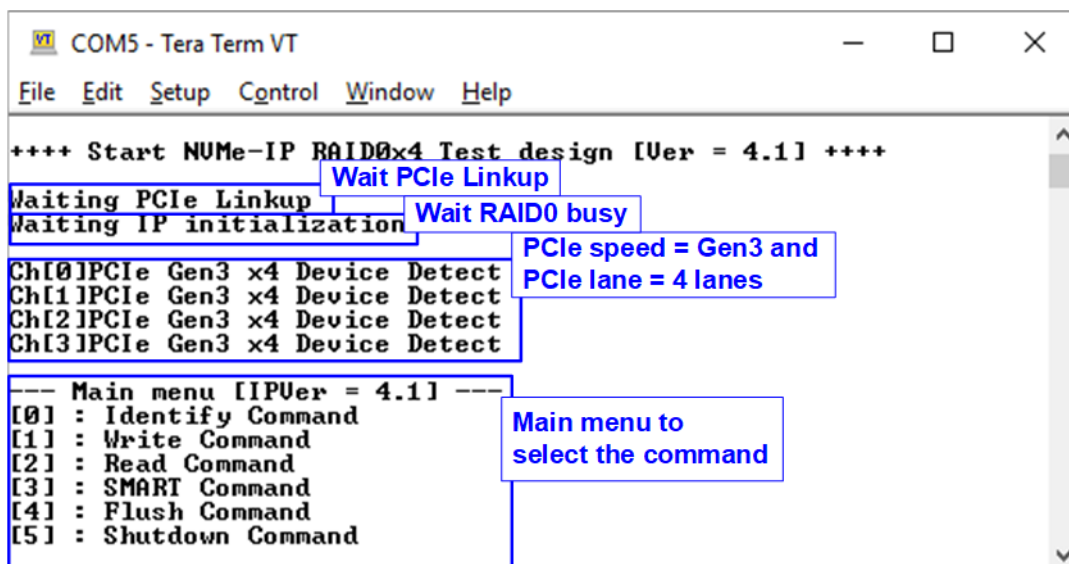 COM5 - Tera Term VT
File Edit Setup Control Window Help
++++ Start NVMe-IP RAID0x4 Test design [Ver = 4.1] ++++
Wait PCIe Linkup
Waiting PCIe Linkup
Wait RAID0 busy
Waiting IP initialization
PCIe speed = Gen3 and
PCIe lane = 4 lanes
Ch[0]PCIe Gen3 x4 Device Detect
Ch[1]PCIe Gen3 x4 Device Detect
Ch[2]PCIe Gen3 x4 Device Detect
Ch[3]PCIe Gen3 x4 Device Detect
--- Main menu [IPVer = 4.1] ---
[0] : Identify Command
[1] : Write Command
[2] : Read Command
[3] : SMART Command
[4] : Flush Command
[5] : Shutdown Command
Main menu to
select the command